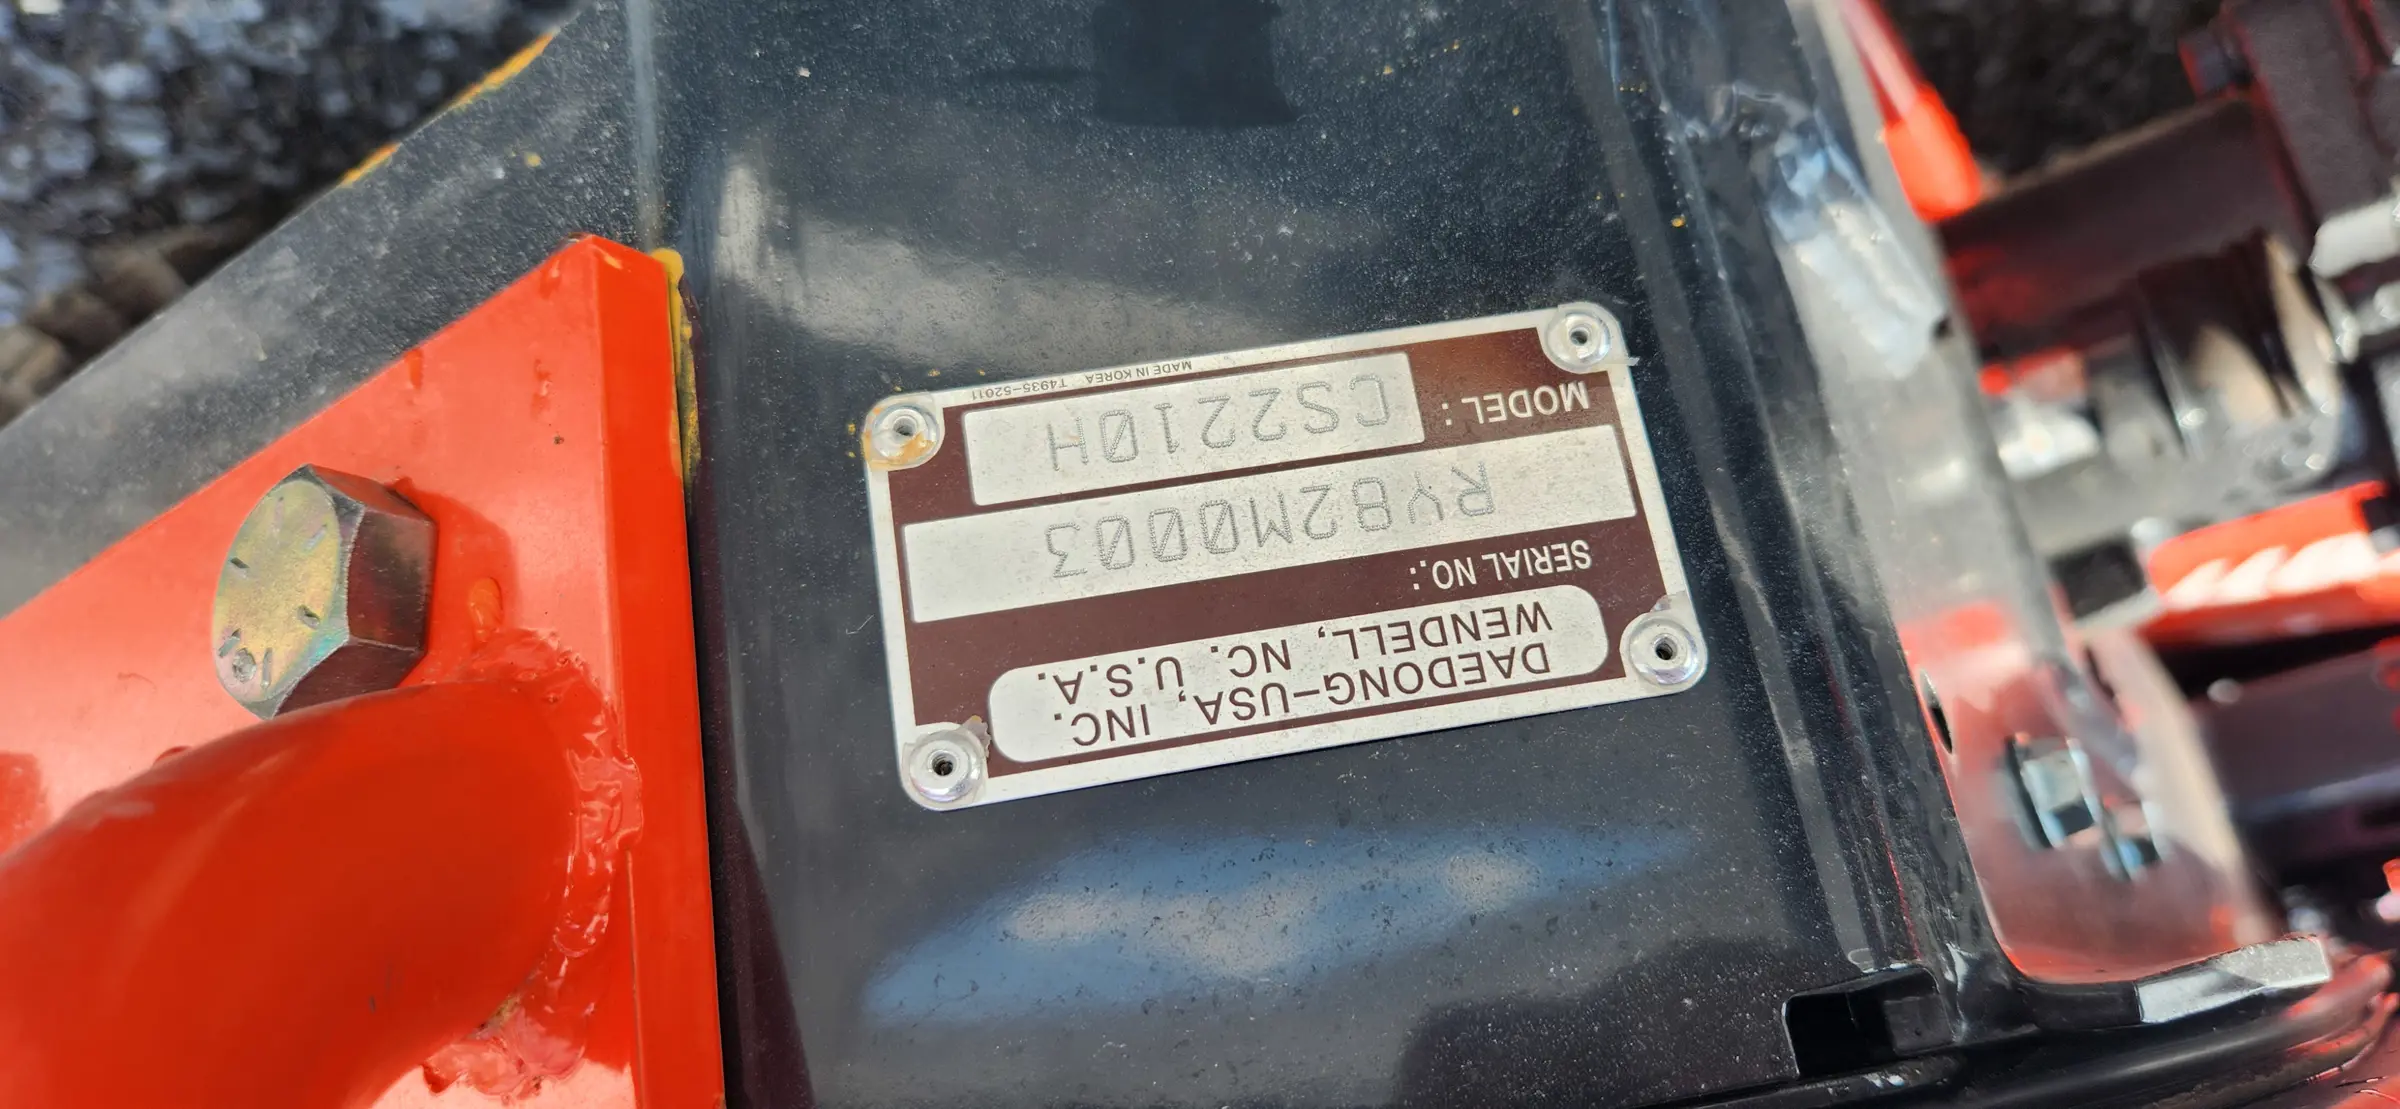 DAEDONG-USA, INC.
WENDELL, NC. U.S.A.
SERIAL NO.:
RY82M0003
MODEL :
CS2210H
MADE IN KOREA T4935-52011